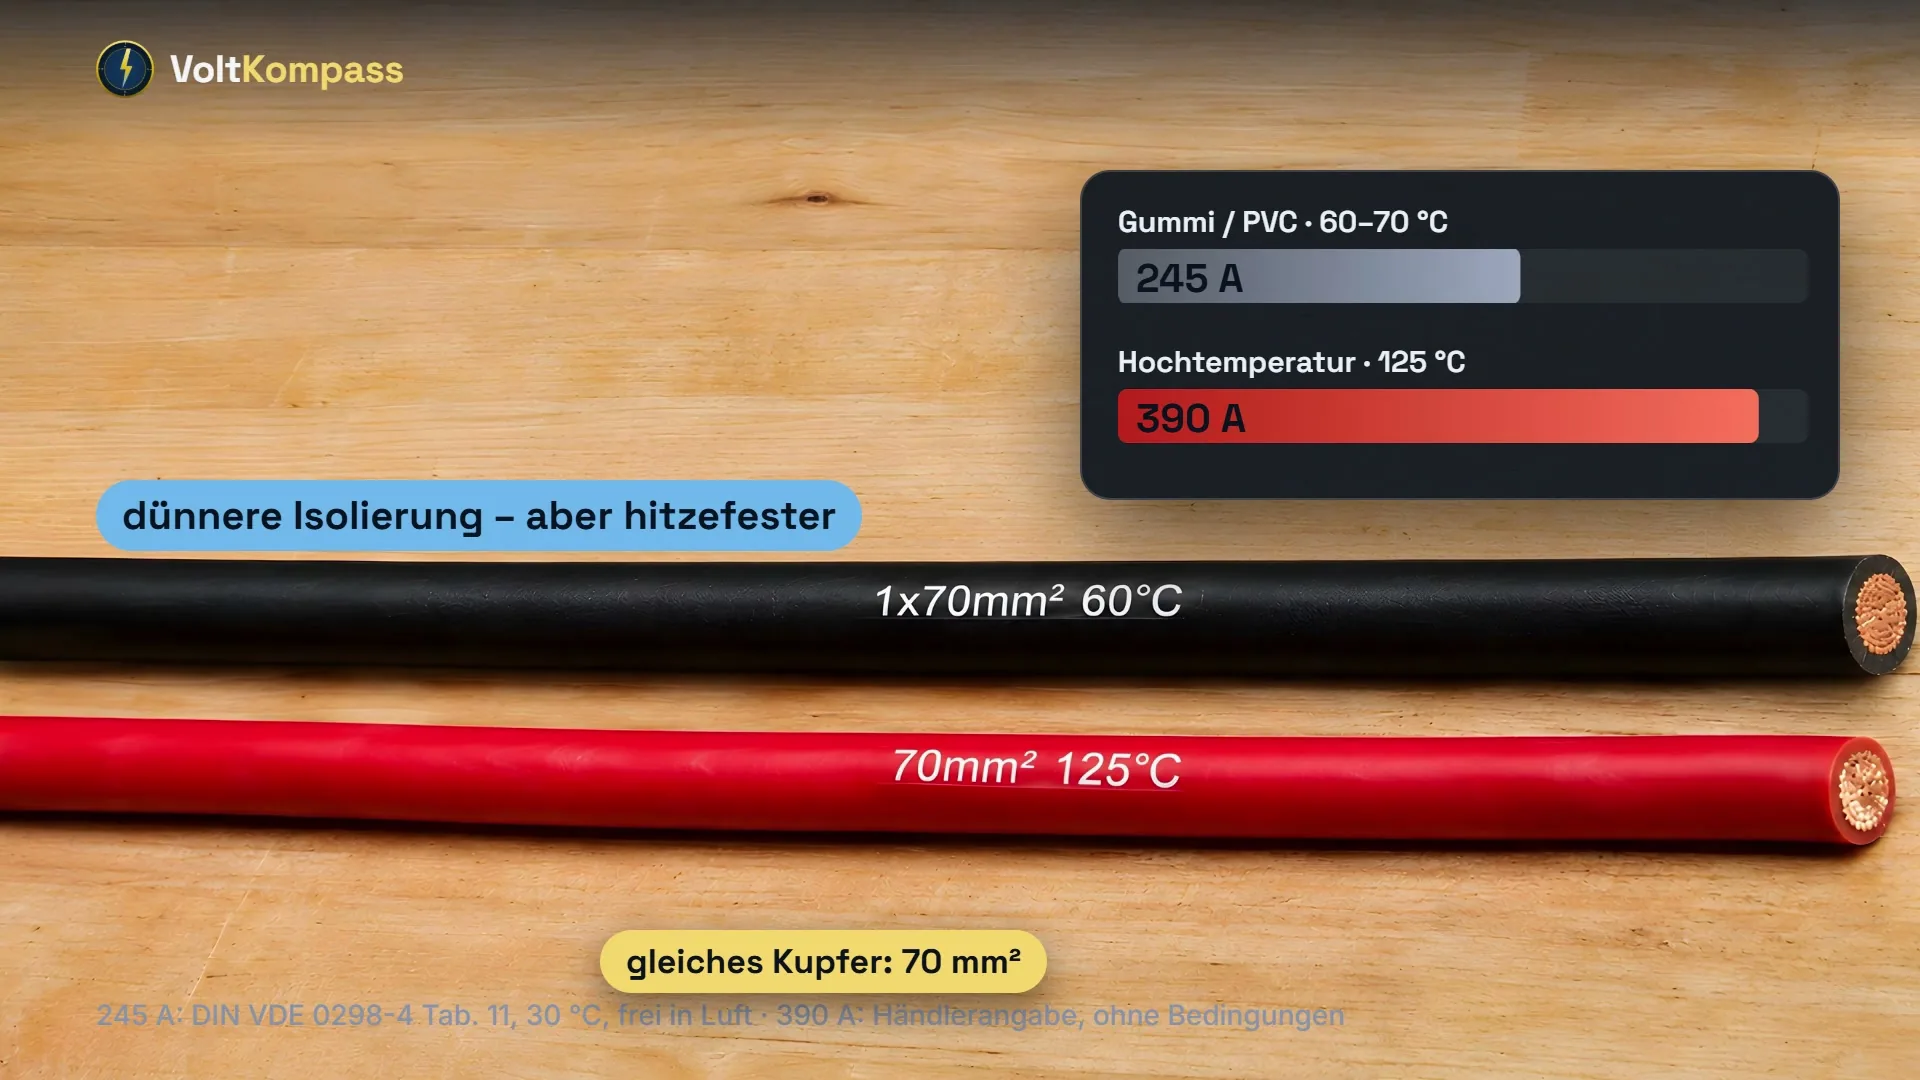 VoltKompass
Gummi / PVC · 60–70 °C
245 A
Hochtemperatur · 125 °C
390 A
dünnere Isolierung – aber hitzefester
1x70mm² 60°C
70mm² 125°C
gleiches Kupfer: 70 mm²
245 A: DIN VDE 0298-4 Tab. 11, 30 °C, frei in Luft · 390 A: Händlerangabe, ohne Bedingungen